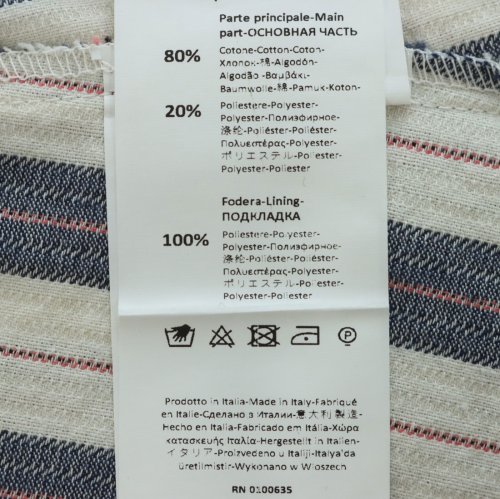 Parte principale-Main
part-ОСНОВНАЯ ЧАСТЬ
80% Cotone-Cotton-Coton-
Хлопок-棉-Algodón-
Algodão-Βαμβάκι-
Baumwolle-棉-Pamuk-Koton-
20% Poliestere-Polyester-
Polyester-Полиэфирное-
涤纶-Poliéster-Poliéster-
Πολυεστέρας-Polyester-
ポリエステル-Polyester-
Polyester-Polyester
Fodera-Lining-
ПОДКЛАДКА
100% Poliestere-Polyester-
Polyester-Полиэфирное-
涤纶-Poliéster-Poliéster-
Πολυεστέρας-Polyester-
ポリエステル-Polyester-
Polyester-Polyester
P
Prodotto in Italia-Made in Italy-Fabriqué
en Italie-Сделано в Италии-意大利製造-
Hecho en Italia-Fabricado em Itália-Χώρα
κατασκευής Ιταλία-Hergestellt in Italien-
イタリア-Proizvedeno u Italiji-Italya'da
üretilmistir-Wykonano w Wloszech
RN 0100635